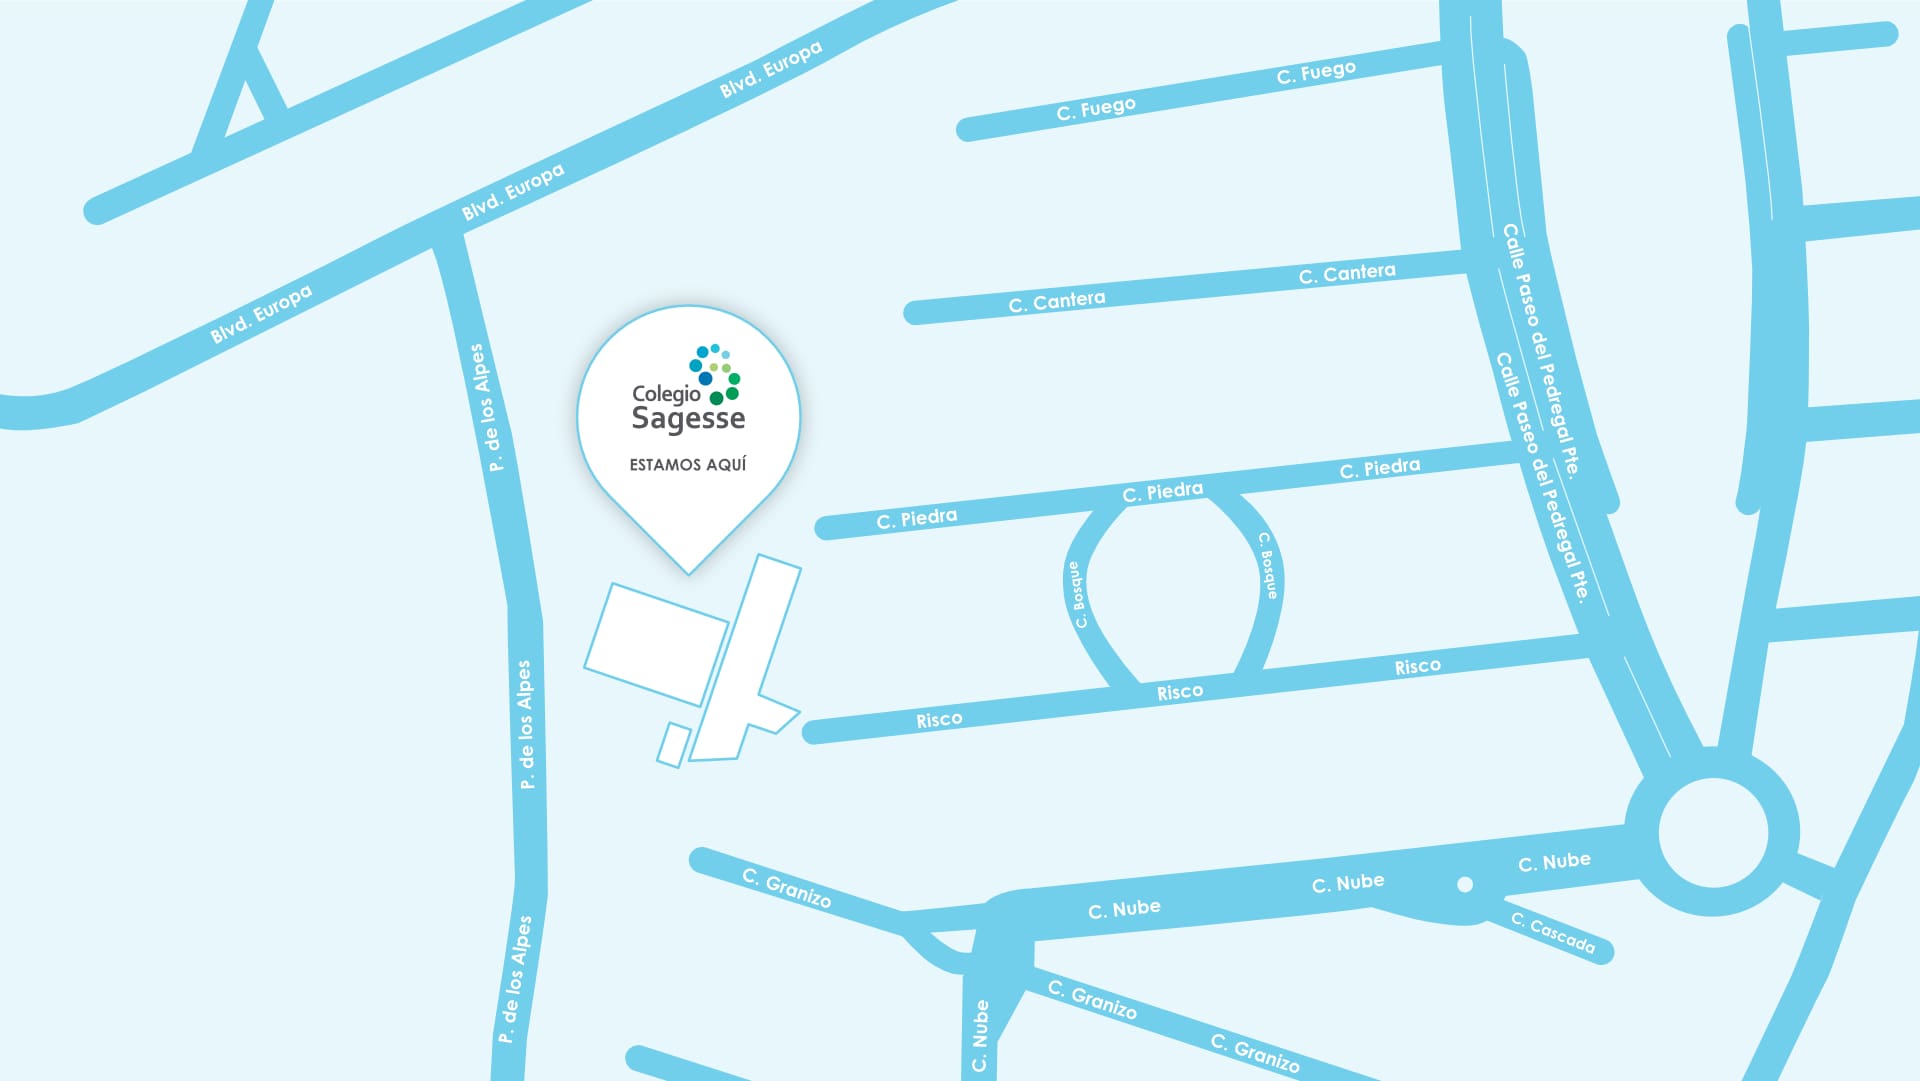 Blvd. Europa
C. Fuego
C. Fuego
Blvd. Europa
Blvd. Europa
C. Cantera
C. Cantera
Calle Paseo del Pedregal Pte.
Calle Paseo del Pedregal Pte.
P. de los Alpes
Colegio
Sagesse
ESTAMOS AQUÍ
C. Piedra
C. Piedra
C. Piedra
C. Bosque
C. Bosque
P. de los Alpes
Risco
Risco
Risco
C. Granizo
C. Nube
C. Nube
C. Nube
C. Cascada
P. de los Alpes
C. Nube
C. Granizo
C. Granizo